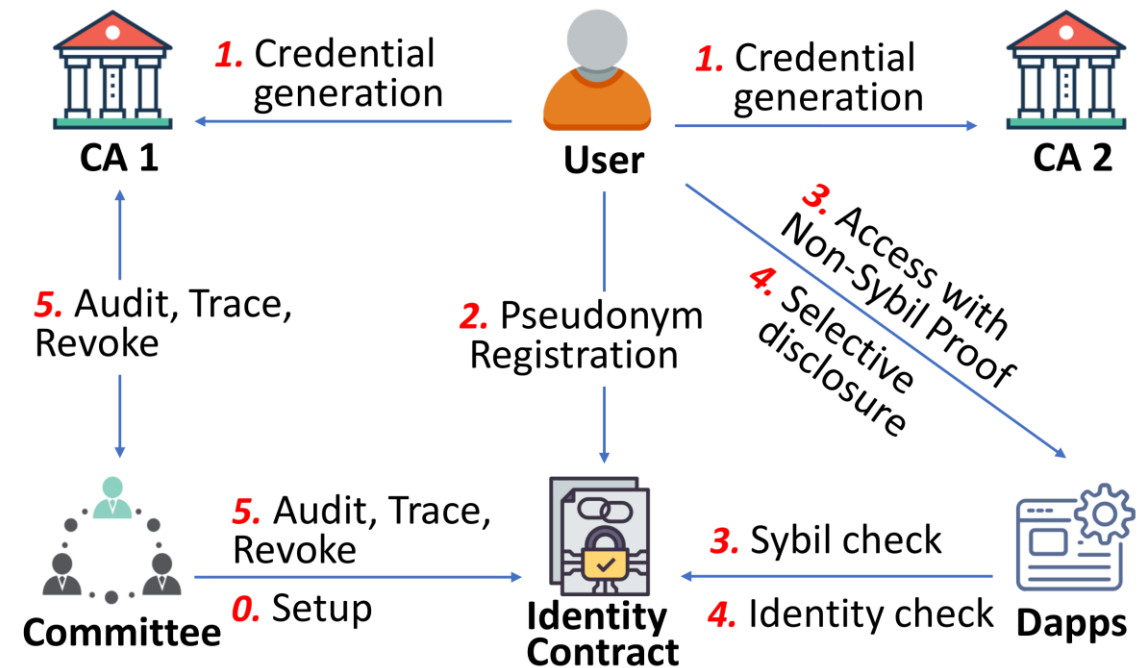 1. Credential
generation
1. Credential
generation
CA 1
User
CA 2
3. Access with
Non-Sybil Proof
4. Selective
disclosure
5. Audit, Trace,
Revoke
2. Pseudonym
Registration
5. Audit, Trace,
Revoke
0. Setup
3. Sybil check
4. Identity check
Committee
Identity
Contract
Dapps